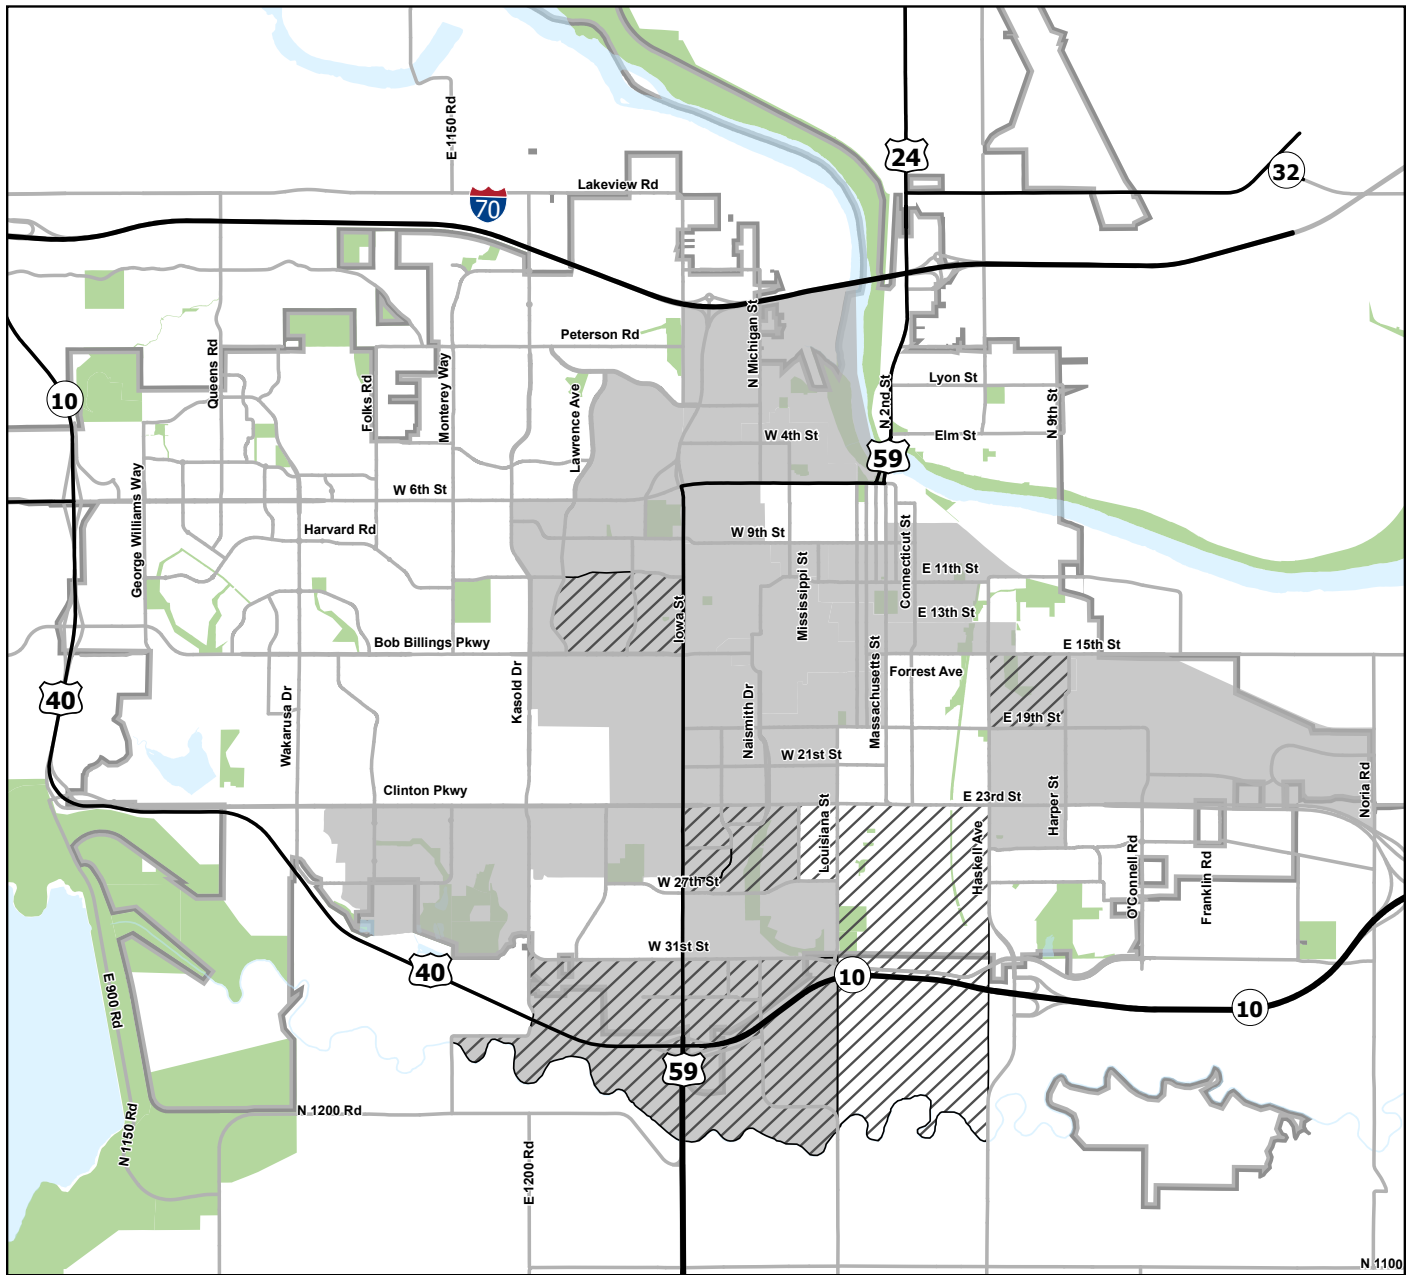 E 1150 Rd
24
32
Lakeview Rd
70
Peterson Rd
N Michigan St
Queens Rd
Folks Rd
Monterey Way
Lawrence Ave
N 2nd St
Lyon St
N 9th St
10
W 4th St
Elm St
59
George Williams Way
W 6th St
Harvard Rd
W 9th St
Mississippi St
Connecticut St
E 11th St
E 13th St
Iowa St
Bob Billings Pkwy
E 15th St
40
Wakarusa Dr
Kasold Dr
Naismith Dr
Massachusetts St
Forrest Ave
E 19th St
W 21st St
Clinton Pkwy
E 23rd St
Louisiana St
Haskell Ave
Harper St
Noria Rd
W 27th St
O'Connell Rd
Franklin Rd
W 31st St
40
10
10
E 900 Rd
59
N 1200 Rd
N 1150 Rd
E 1200 Rd
N 1100